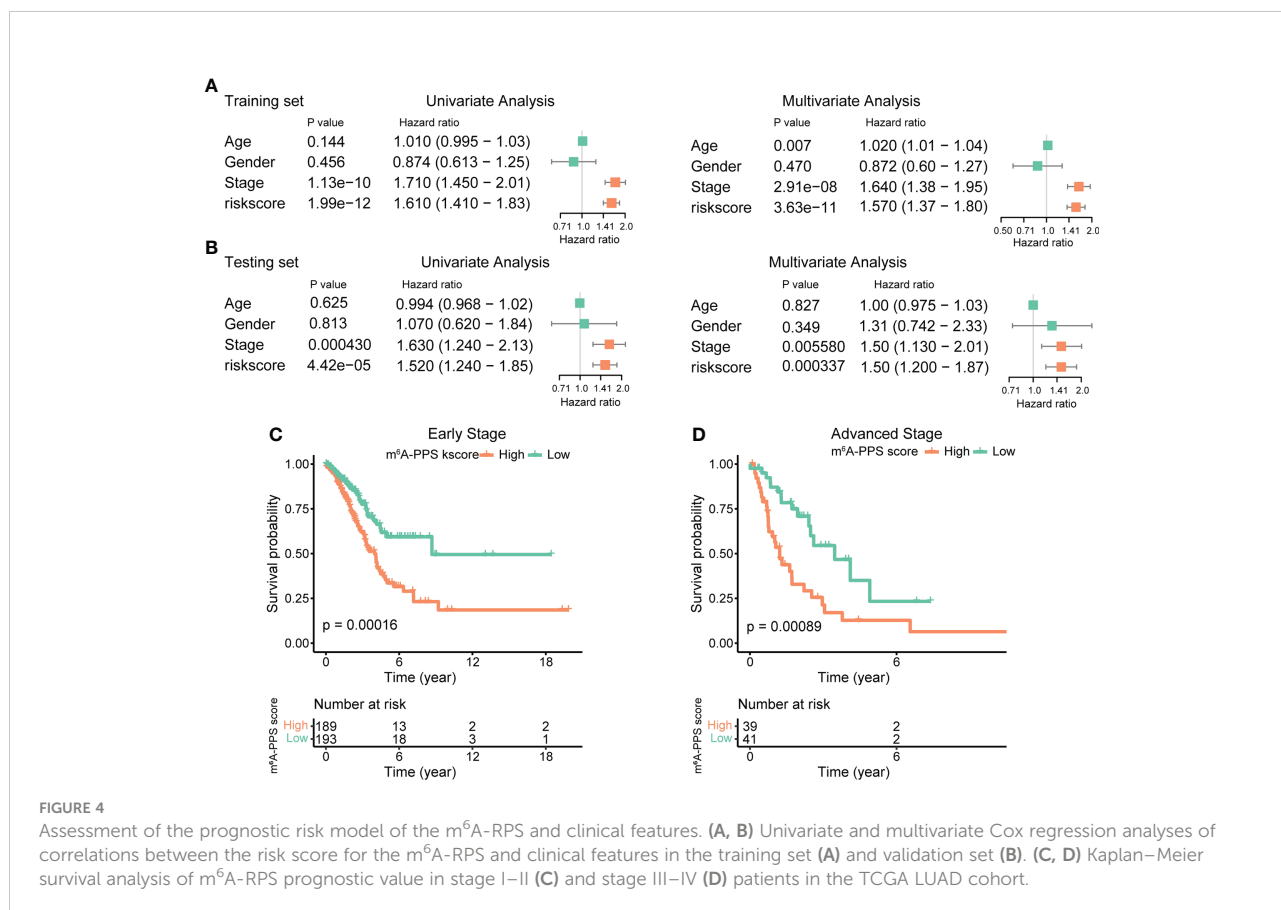 A
Training set Univariate Analysis Multivariate Analysis
P value Hazard ratio P value Hazard ratio
Age 0.144 1.010 (0.995 − 1.03) Age 0.007 1.020 (1.01 − 1.04)
Gender 0.456 0.874 (0.613 − 1.25) Gender 0.470 0.872 (0.60 − 1.27)
Stage 1.13e−10 1.710 (1.450 − 2.01) Stage 2.91e−08 1.640 (1.38 − 1.95)
riskscore 1.99e−12 1.610 (1.410 − 1.83) riskscore 3.63e−11 1.570 (1.37 − 1.80)
0.71 1.0 1.41 2.0 0.50 0.71 1.0 1.41 2.0
Hazard ratio Hazard ratio
B
Testing set Univariate Analysis Multivariate Analysis
P value Hazard ratio P value Hazard ratio
Age 0.625 0.994 (0.968 − 1.02) Age 0.827 1.00 (0.975 − 1.03)
Gender 0.813 1.070 (0.620 − 1.84) Gender 0.349 1.31 (0.742 − 2.33)
Stage 0.000430 1.630 (1.240 − 2.13) Stage 0.005580 1.50 (1.130 − 2.01)
riskscore 4.42e−05 1.520 (1.240 − 1.85) riskscore 0.000337 1.50 (1.200 − 1.87)
0.71 1.0 1.41 2.0 0.71 1.0 1.41 2.0
Hazard ratio Hazard ratio
C
Early Stage
m⁶A-PPS kscore High Low
Survival probability
1.00
0.75
0.50
0.25
0.00
p = 0.00016
0 6 12 18
Time (year)
Number at risk
m⁶A-PPS score
High 189 13 2 2
Low 193 18 3 1
0 6 12 18
Time (year)
D
Advanced Stage
m⁶A-PPS score High Low
Survival probability
1.00
0.75
0.50
0.25
0.00
p = 0.00089
0 6
Time (year)
Number at risk
m⁶A-PPS score
High 39 2
Low 41 2
0 6
Time (year)
FIGURE 4
Assessment of the prognostic risk model of the m⁶A-RPS and clinical features. (A, B) Univariate and multivariate Cox regression analyses of
correlations between the risk score for the m⁶A-RPS and clinical features in the training set (A) and validation set (B). (C, D) Kaplan–Meier
survival analysis of m⁶A-RPS prognostic value in stage I–II (C) and stage III–IV (D) patients in the TCGA LUAD cohort.